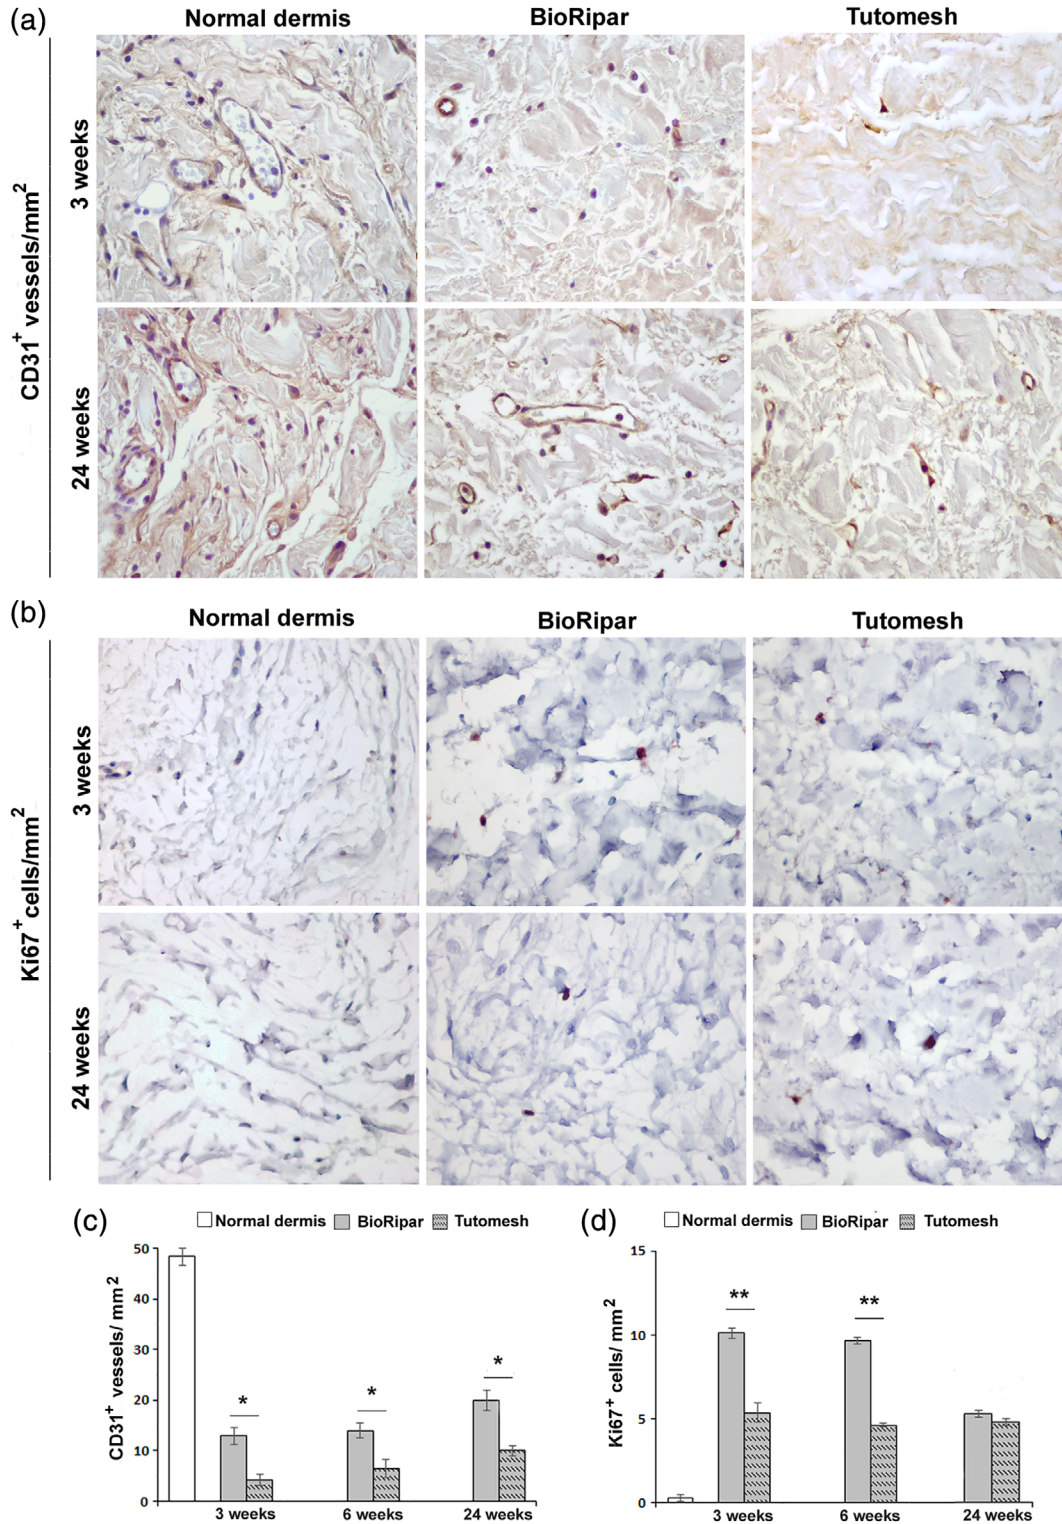 (a)
Normal dermis
BioRipar
Tutomesh
CD31+ vessels/mm2
3 weeks
24 weeks
(b)
Normal dermis
BioRipar
Tutomesh
Ki67+ cells/mm2
3 weeks
24 weeks
(c)
Normal dermis BioRipar Tutomesh
CD31+ vessels/ mm2
50
40
30
20
10
0
*
*
*
3 weeks 6 weeks 24 weeks
(d)
Normal dermis BioRipar Tutomesh
Ki67+ cells/ mm2
15
10
5
0
**
**
3 weeks 6 weeks 24 weeks